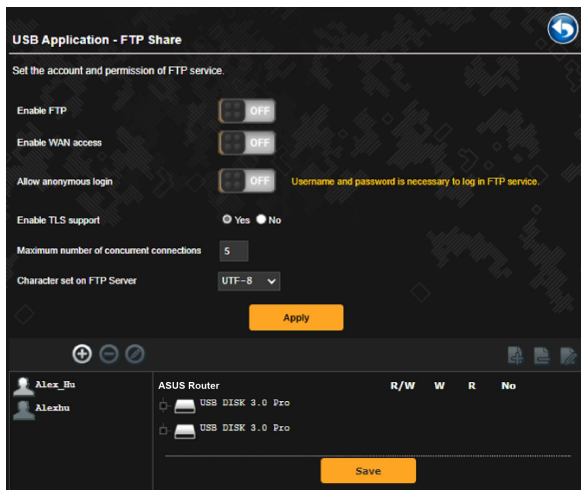 USB Application - FTP Share
Set the account and permission of FTP service.
Enable FTP OFF
Enable WAN access OFF
Allow anonymous login OFF Username and password is necessary to log in FTP service.
Enable TLS support Yes No
Maximum number of concurrent connections 5
Character set on FTP Server UTF-8
Apply
Alex_Hu
Alexhu
ASUS Router R/W W R No
USB DISK 3.0 Pro
USB DISK 3.0 Pro
Save